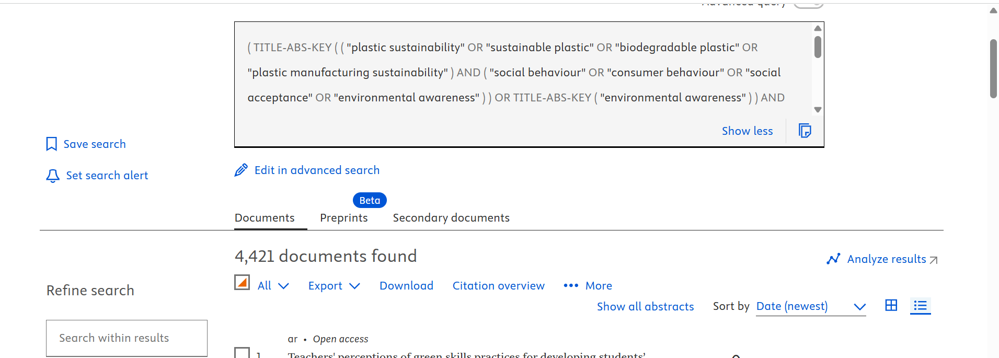 Advanced query
( TITLE-ABS-KEY ( ( "plastic sustainability" OR "sustainable plastic" OR "biodegradable plastic" OR
"plastic manufacturing sustainability" ) AND ( "social behaviour" OR "consumer behaviour" OR "social
acceptance" OR "environmental awareness" ) ) OR TITLE-ABS-KEY ( "environmental awareness" ) ) AND
Show less
Save search
Set search alert
Edit in advanced search
Beta
Documents Preprints Secondary documents
4,421 documents found
Analyze results
All Export Download Citation overview ••• More
Refine search
Show all abstracts Sort by Date (newest)
Search within results
ar • Open access
1 Teachers' perceptions of green skills practices for developing students'